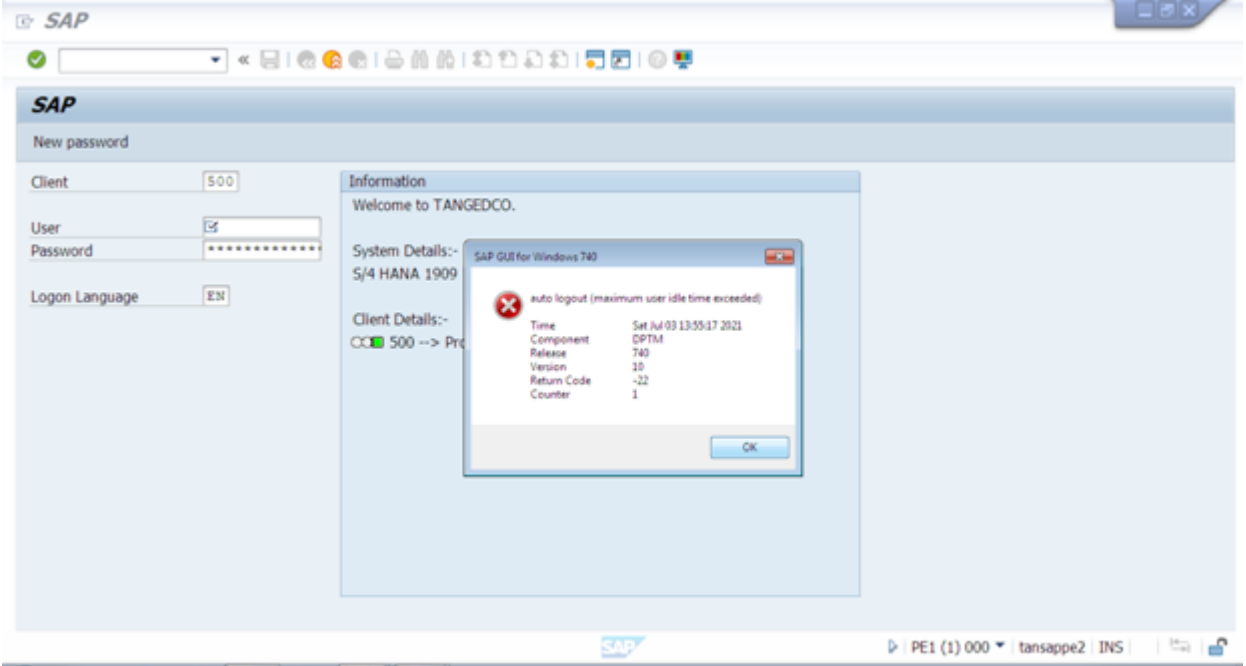 SAP
SAP
New password
Client 500
User
Password *************
Logon Language EN
Information
Welcome to TANGEDCO.
System Details:-
S/4 HANA 1909
Client Details:-
500 --> Pro
SAP GUI for Windows 740
auto logout (maximum user idle time exceeded)
Time Sat Jul 03 13:55:17 2021
Component DPTM
Release 740
Version 10
Return Code -22
Counter 1
OK
SAP
PE1 (1) 000 tansappe2 INS